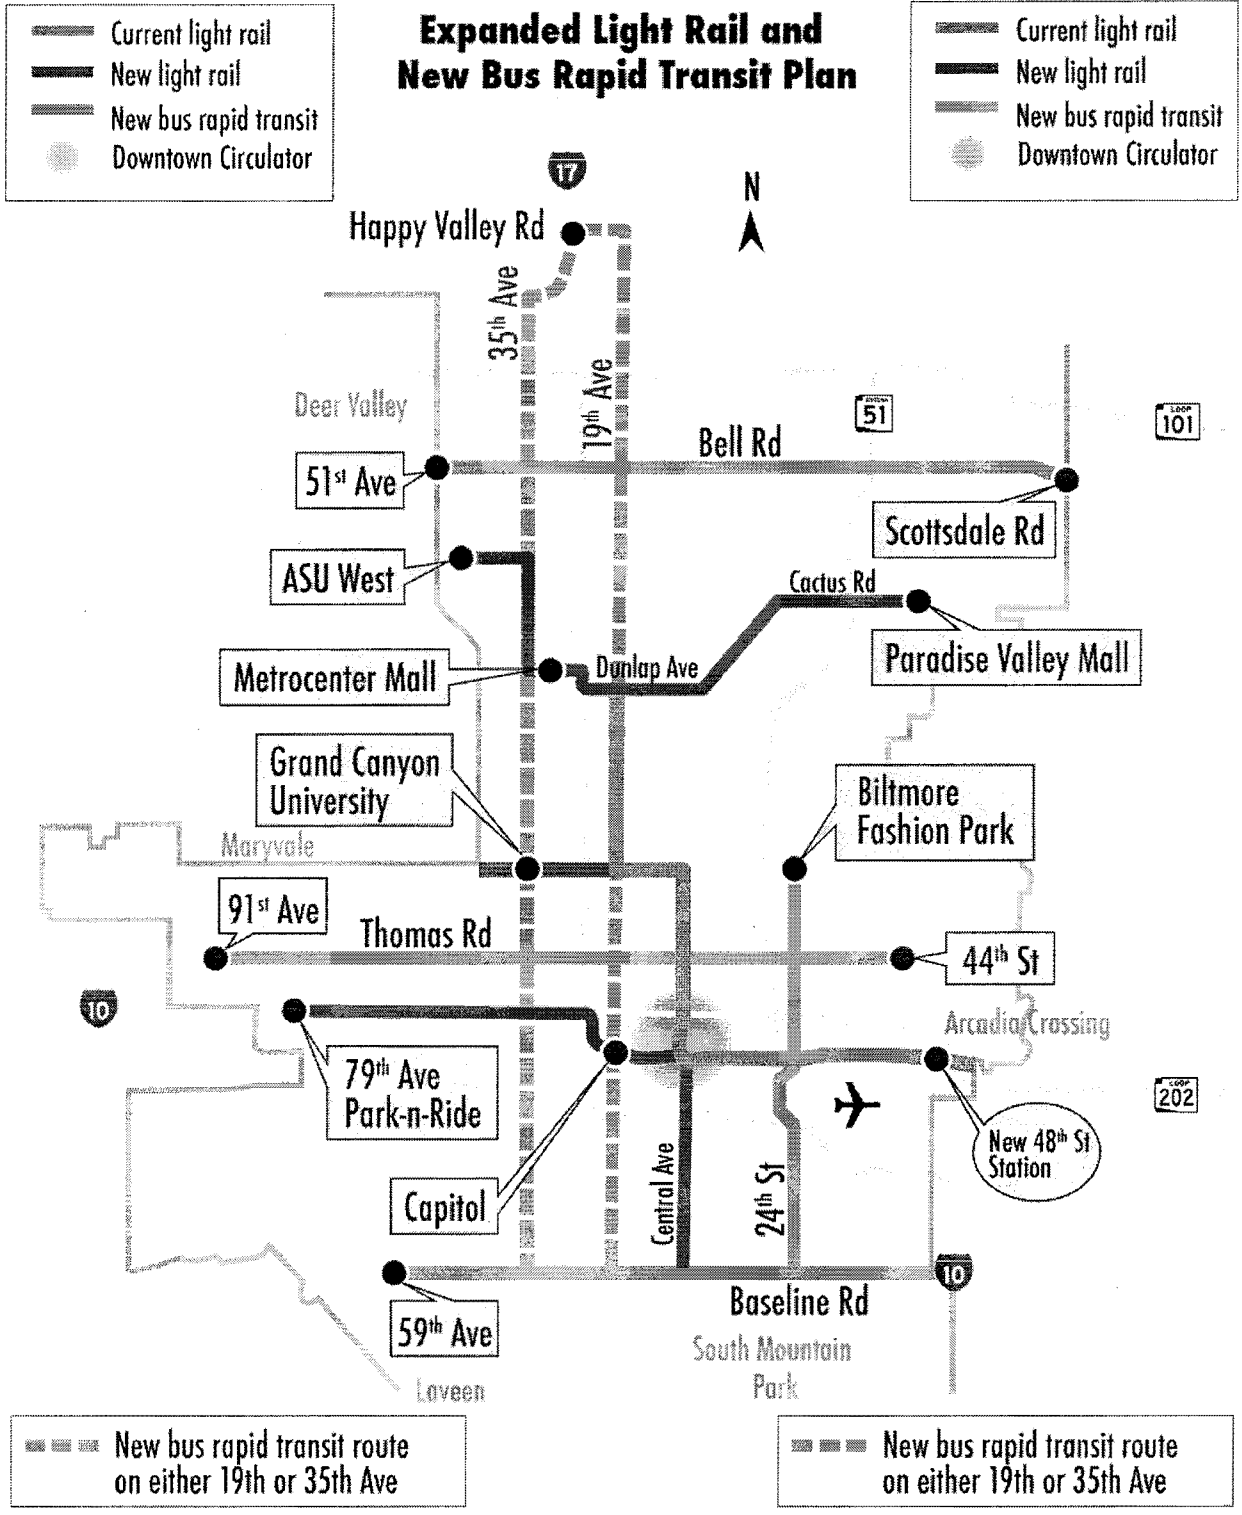 Current light rail
New light rail
New bus rapid transit
Downtown Circulator
Expanded Light Rail and
New Bus Rapid Transit Plan
Current light rail
New light rail
New bus rapid transit
Downtown Circulator
17
N
Happy Valley Rd
35th Ave
19th Ave
Deer Valley
ARIZONA
51
LOOP
101
Bell Rd
51st Ave
Scottsdale Rd
ASU West
Cactus Rd
Paradise Valley Mall
Metrocenter Mall
Dunlap Ave
Grand Canyon
University
Biltmore
Fashion Park
Maryvale
91st Ave
Thomas Rd
44th St
10
Arcadia Crossing
79th Ave
Park-n-Ride
LOOP
202
New 48th St
Station
Capitol
Central Ave
24th St
10
59th Ave
Baseline Rd
South Mountain
Park
Laveen
New bus rapid transit route
on either 19th or 35th Ave
New bus rapid transit route
on either 19th or 35th Ave